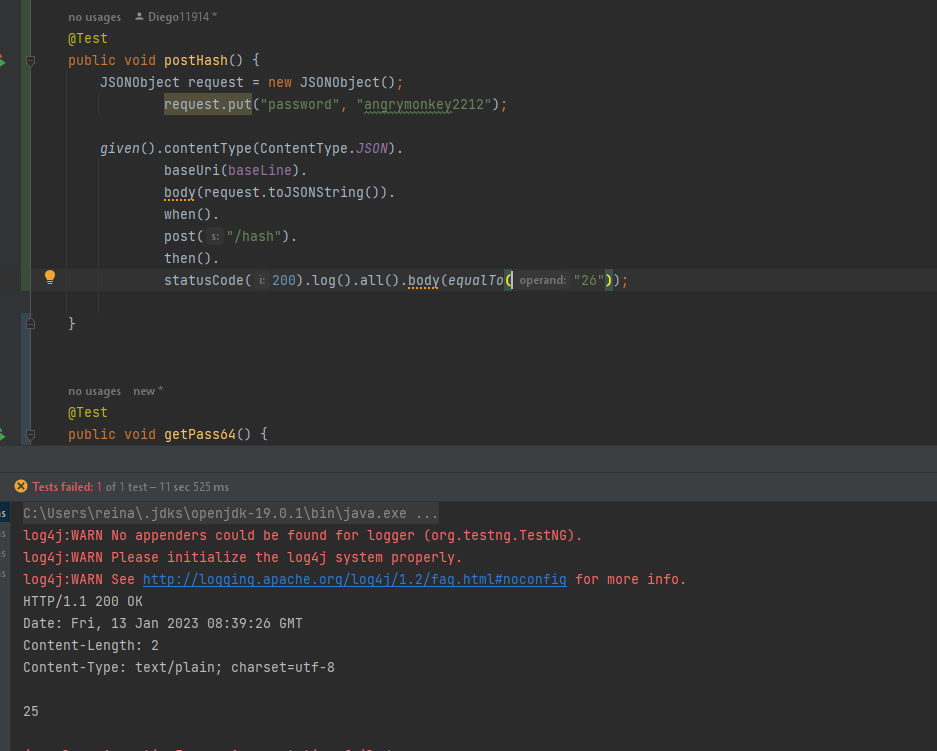 no usages Diego11914 *
@Test
public void postHash() {
JSONObject request = new JSONObject();
request.put("password", "angrymonkey2212");
given().contentType(ContentType.JSON).
baseUri(baseLine).
body(request.toJSONString()).
when().
post( s: "/hash").
then().
statusCode( i: 200).log().all().body(equalTo( operand: "26"));
}
no usages new *
@Test
public void getPass64() {
Tests failed: 1 of 1 test – 11 sec 525 ms
C:\Users\reina\.jdks\openjdk-19.0.1\bin\java.exe ...
log4j:WARN No appenders could be found for logger (org.testng.TestNG).
log4j:WARN Please initialize the log4j system properly.
log4j:WARN See http://logging.apache.org/log4j/1.2/faq.html#noconfig for more info.
HTTP/1.1 200 OK
Date: Fri, 13 Jan 2023 08:39:26 GMT
Content-Length: 2
Content-Type: text/plain; charset=utf-8
25